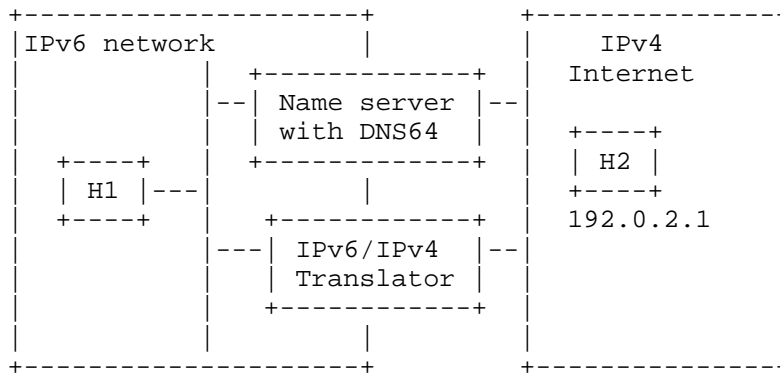 IPv6 network
IPv4
Internet
Name server
with DNS64
H1
H2
192.0.2.1
IPv6/IPv4
Translator